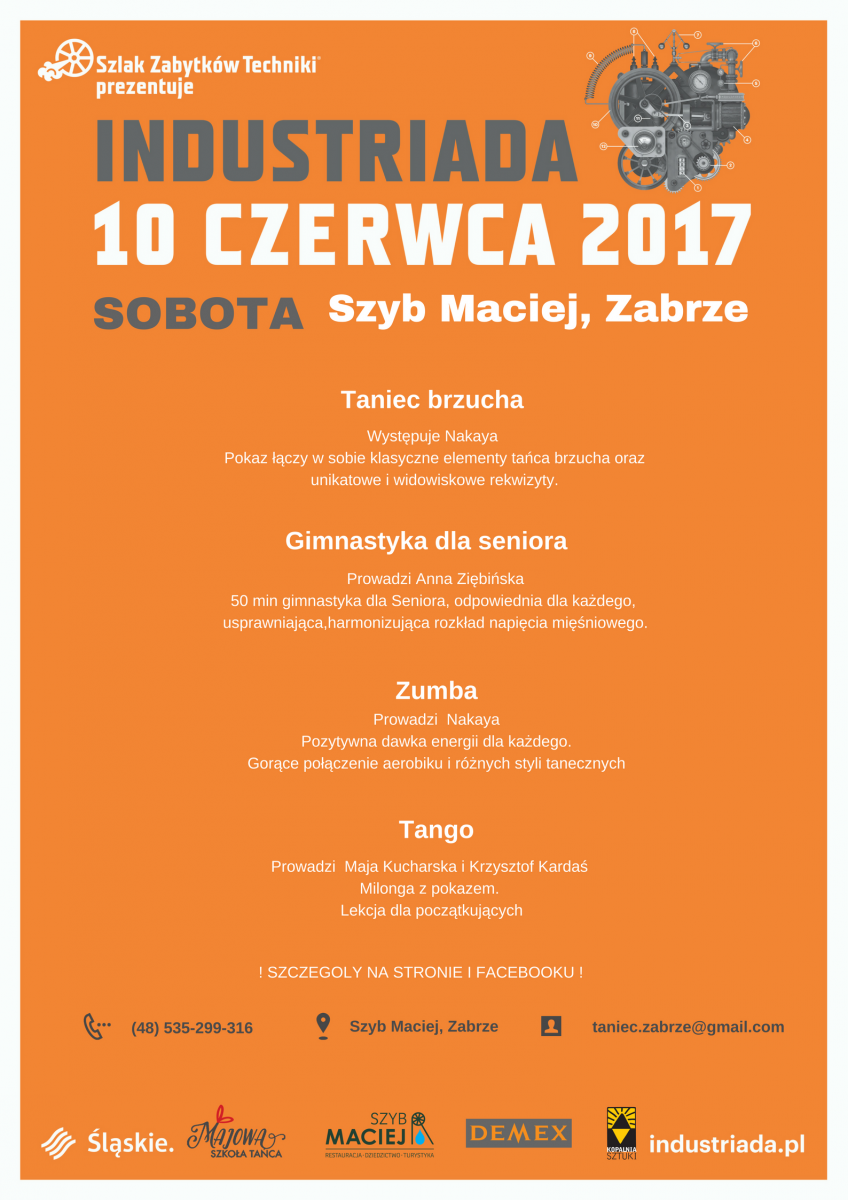 Szlak Zabytków Techniki®
prezentuje
INDUSTRIADA
10 CZERWCA 2017
SOBOTA Szyb Maciej, Zabrze
Taniec brzucha
Występuje Nakaya
Pokaz łączy w sobie klasyczne elementy tańca brzucha oraz
unikatowe i widowiskowe rekwizyty.
Gimnastyka dla seniora
Prowadzi Anna Ziębińska
50 min gimnastyka dla Seniora, odpowiednia dla każdego,
usprawniająca,harmonizująca rozkład napięcia mięśniowego.
Zumba
Prowadzi  Nakaya
Pozytywna dawka energii dla każdego.
Gorące połączenie aerobiku i różnych styli tanecznych
Tango
Prowadzi  Maja Kucharska i Krzysztof Kardaś
Milonga z pokazem.
Lekcja dla początkujących
! SZCZEGOLY NA STRONIE I FACEBOOKU !
(48) 535-299-316
Szyb Maciej, Zabrze
taniec.zabrze@gmail.com
Śląskie.
MAJOWA
SZKOŁA TAŃCA
SZYB
MACIEJ
RESTAURACJA·DZIEDZICTWO·TURYSTYKA
DEMEX
KOPALNIA
SZTUKI
industriada.pl